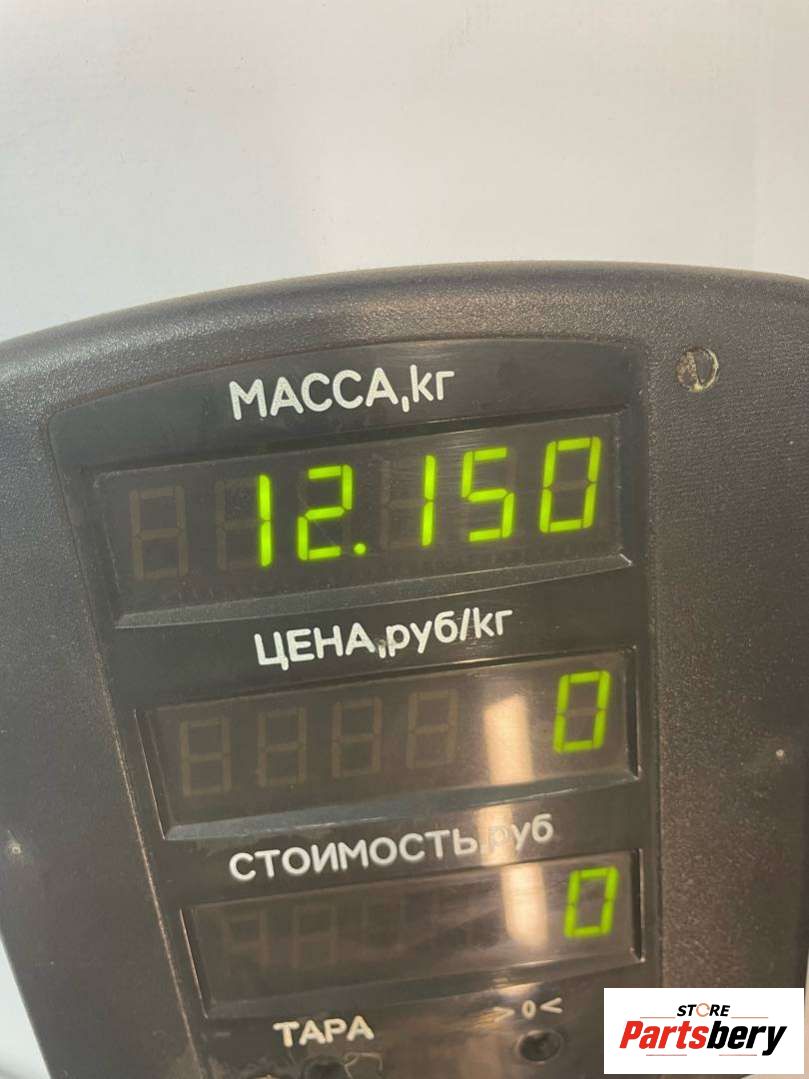 МАССА,кг
12.150
ЦЕНА,руб/кг
0
СТОИМОСТЬ,руб
0
ТАРА >0<
STORE
Partsbery